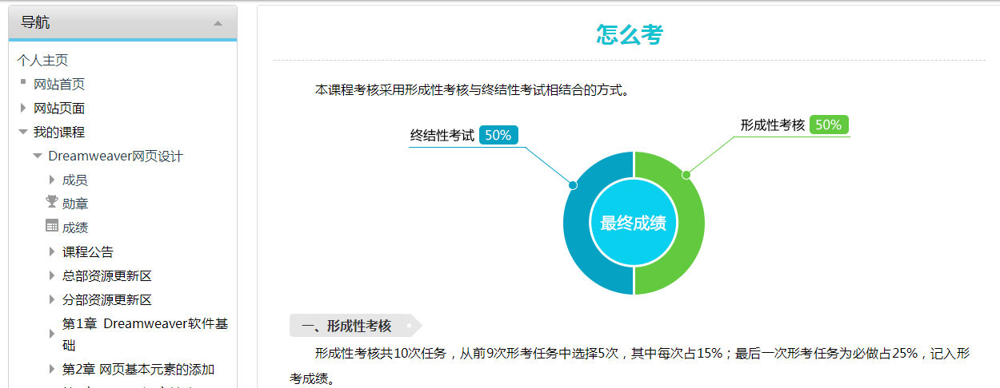 导航
个人主页
网站首页
网站页面
我的课程
Dreamweaver网页设计
成员
勋章
成绩
课程公告
总部资源更新区
分部资源更新区
第1章 Dreamweaver软件基
础
第2章 网页基本元素的添加
怎么考
本课程考核采用形成性考核与终结性考试相结合的方式。
终结性考试 50%
形成性考核 50%
最终成绩
一、形成性考核
形成性考核共10次任务，从前9次形考任务中选择5次，其中每次占15%；最后一次形考任务为必做占25%，记入形
考成绩。